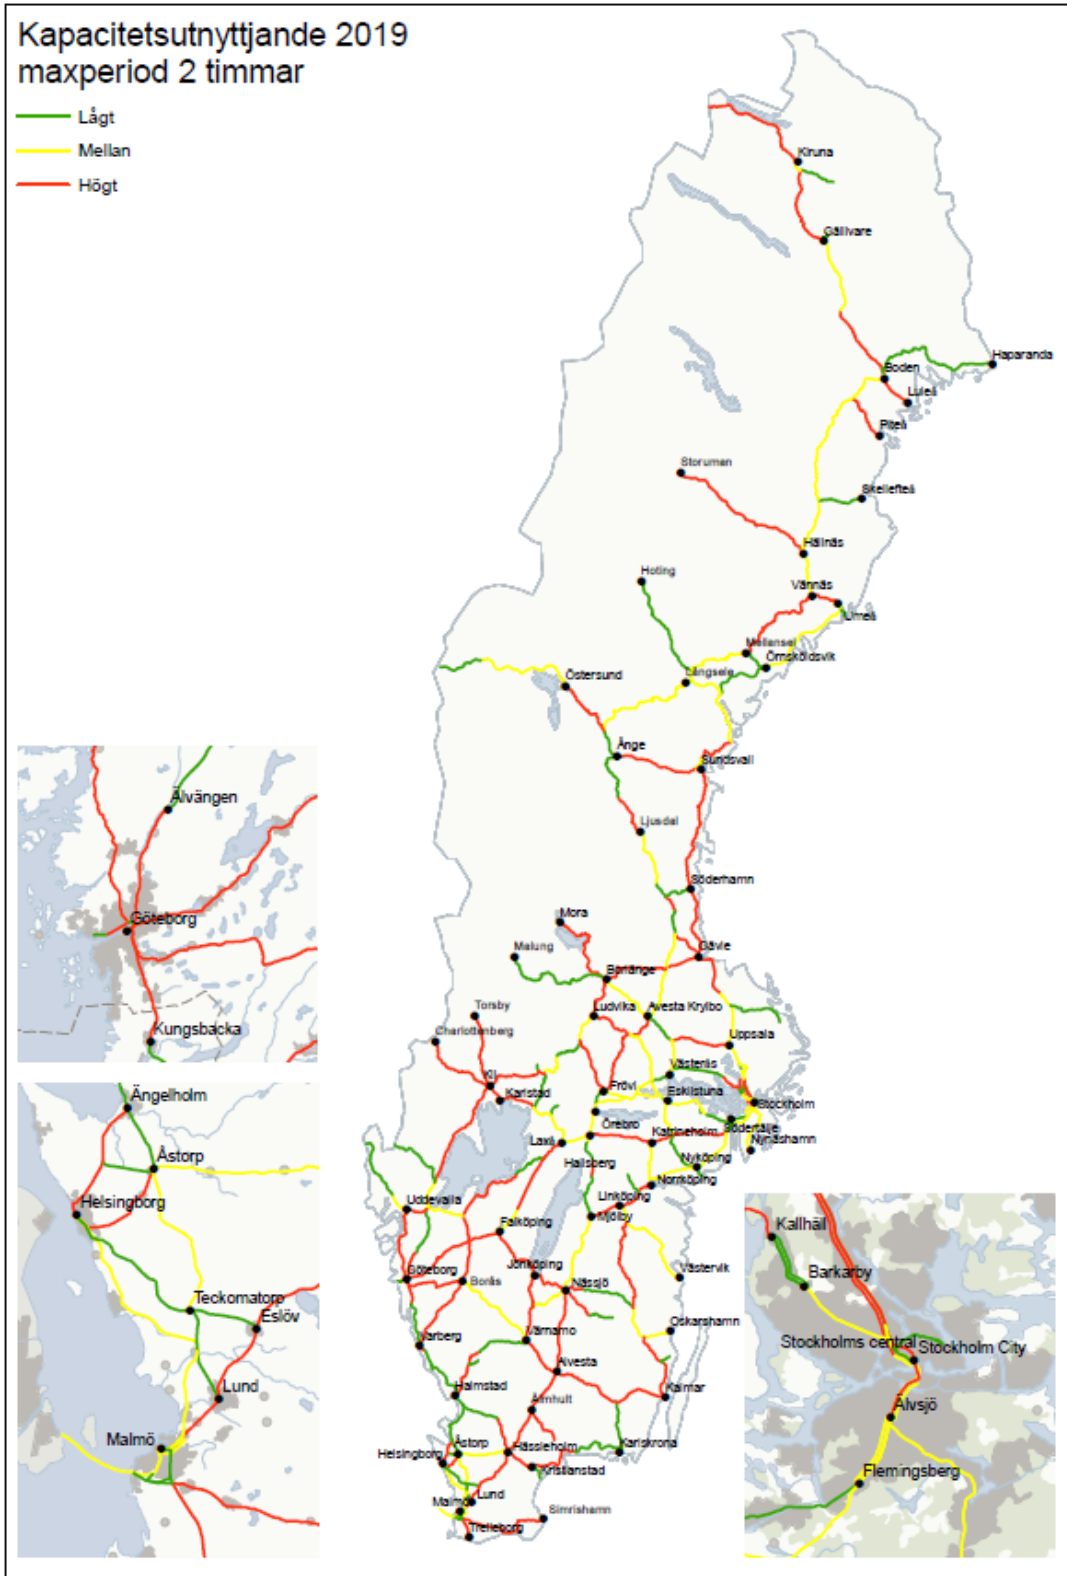 Kapacitetsutnyttjande 2019
maxperiod 2 timmar
Lågt
Mellan
Högt
Kiruna
Gällivare
Haparanda
Boden
Luleå
Piteå
Storuman
Skellefteå
Hällnäs
Hoting
Vännäs
Umeå
Mellansel
Örnsköldsvik
Långsele
Östersund
Ånge
Sundsvall
Ljusdal
Söderhamn
Mora
Malung
Gävle
Borlänge
Torsby
Ludvika
Avesta Krylbo
Charlottenberg
Uppsala
Kil
Västerås
Karlstad
Frövi
Eskilstuna
Stockholm
Örebro
Södertälje
Laxå
Katrineholm
Nynäshamn
Hallsberg
Nyköping
Norrköping
Linköping
Uddevalla
Mjölby
Falköping
Göteborg
Borås
Jönköping
Nässjö
Västervik
Varberg
Värnamo
Oskarshamn
Alvesta
Halmstad
Kalmar
Älmhult
Helsingborg
Åstorp
Hässleholm
Karlskrona
Kristianstad
Lund
Malmö
Simrishamn
Trelleborg
Älvängen
Göteborg
Kungsbacka
Ängelholm
Åstorp
Helsingborg
Teckomatorp
Eslöv
Lund
Malmö
Kallhäll
Barkarby
Stockholms central
Stockholm City
Älvsjö
Flemingsberg